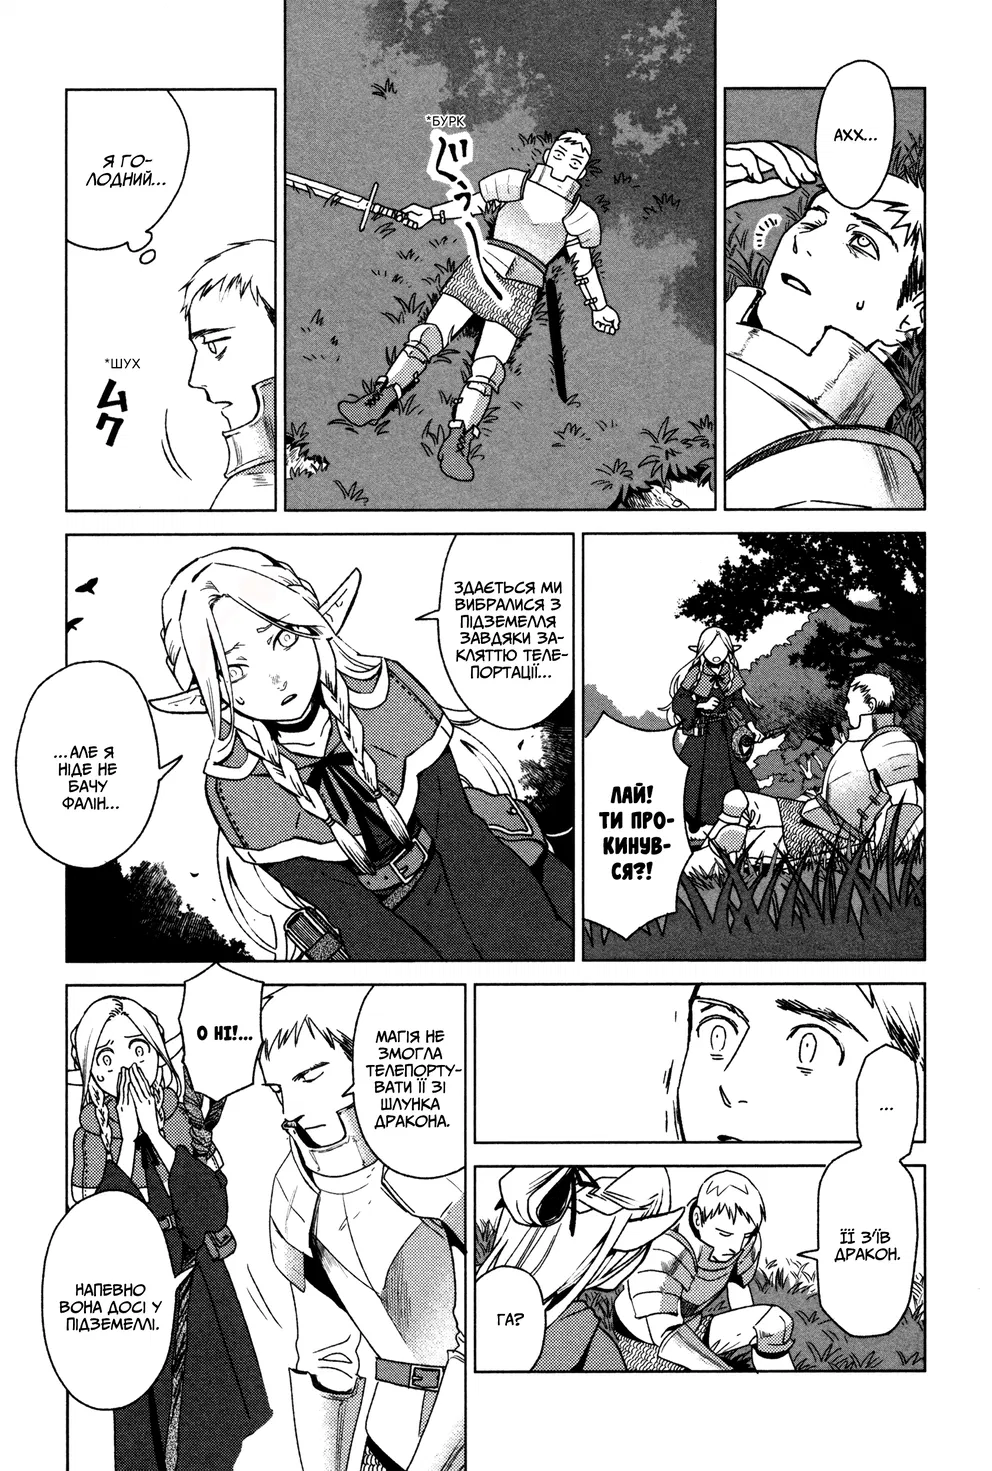 АХХ...
*БУРК
ぐうぅ
Я ГО-
ЛОДНИЙ...
*ШУХ
ムク
ЛАЙ!
ТИ ПРО-
КИНУВ-
СЯ?!
ЗДАЄТЬСЯ МИ
ВИБРАЛИСЯ З
ПІДЗЕМЕЛЛЯ
ЗАВДЯКИ ЗА-
КЛЯТТЮ ТЕЛЕ-
ПОРТАЦІЇ...
...АЛЕ Я
НІДЕ НЕ
БАЧУ
ФАЛІН...
...
ЇЇ З'ЇВ
ДРАКОН.
ГА?
МАГІЯ НЕ
ЗМОГЛА
ТЕЛЕПОРТУ-
ВАТИ ЇЇ ЗІ
ШЛУНКА
ДРАКОНА.
О НІ!...
НАПЕВНО
ВОНА ДОСІ У
ПІДЗЕМЕЛЛІ.